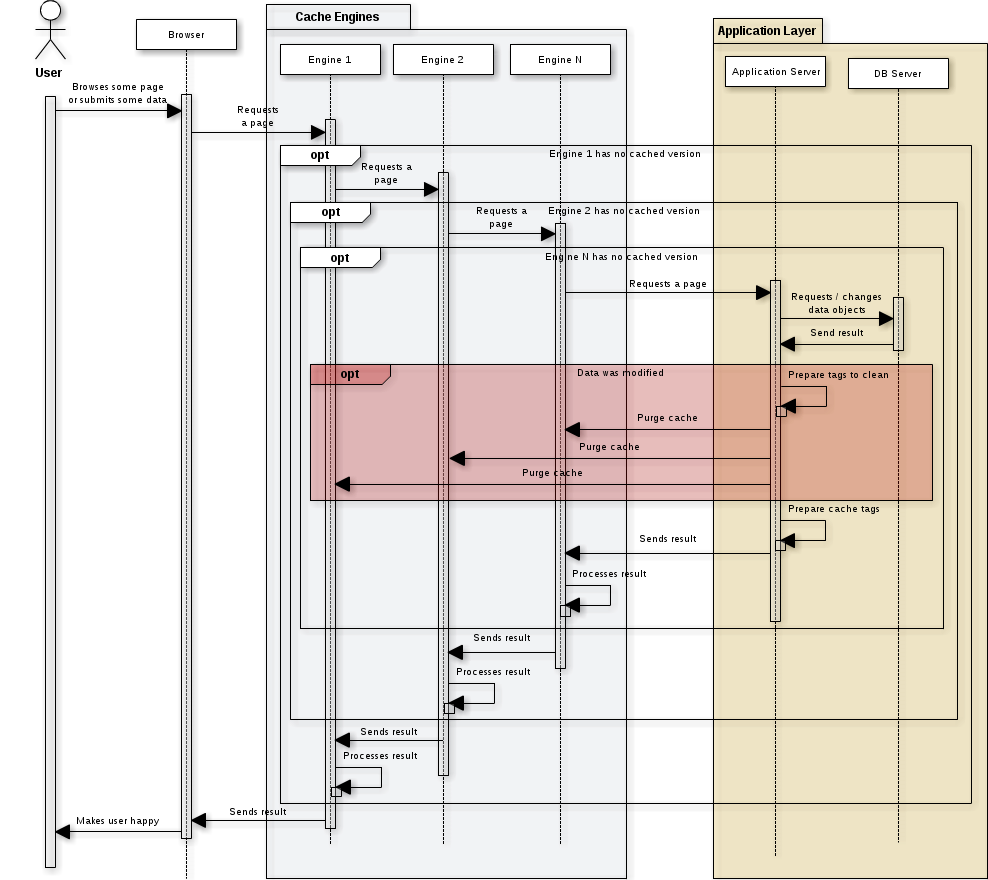 Cache Engines
Application Layer
Browser
Engine 1
Engine 2
Engine N
Application Server
DB Server
User
Browses some page
or submits some data
Requests
a page
opt
Engine 1 has no cached version
Requests a
page
opt
Engine 2 has no cached version
Requests a
page
opt
Engine N has no cached version
Requests a page
Requests / changes
data objects
Send result
opt
Data was modified
Prepare tags to clean
Purge cache
Purge cache
Purge cache
Prepare cache tags
Sends result
Processes result
Sends result
Processes result
Sends result
Processes result
Sends result
Makes user happy